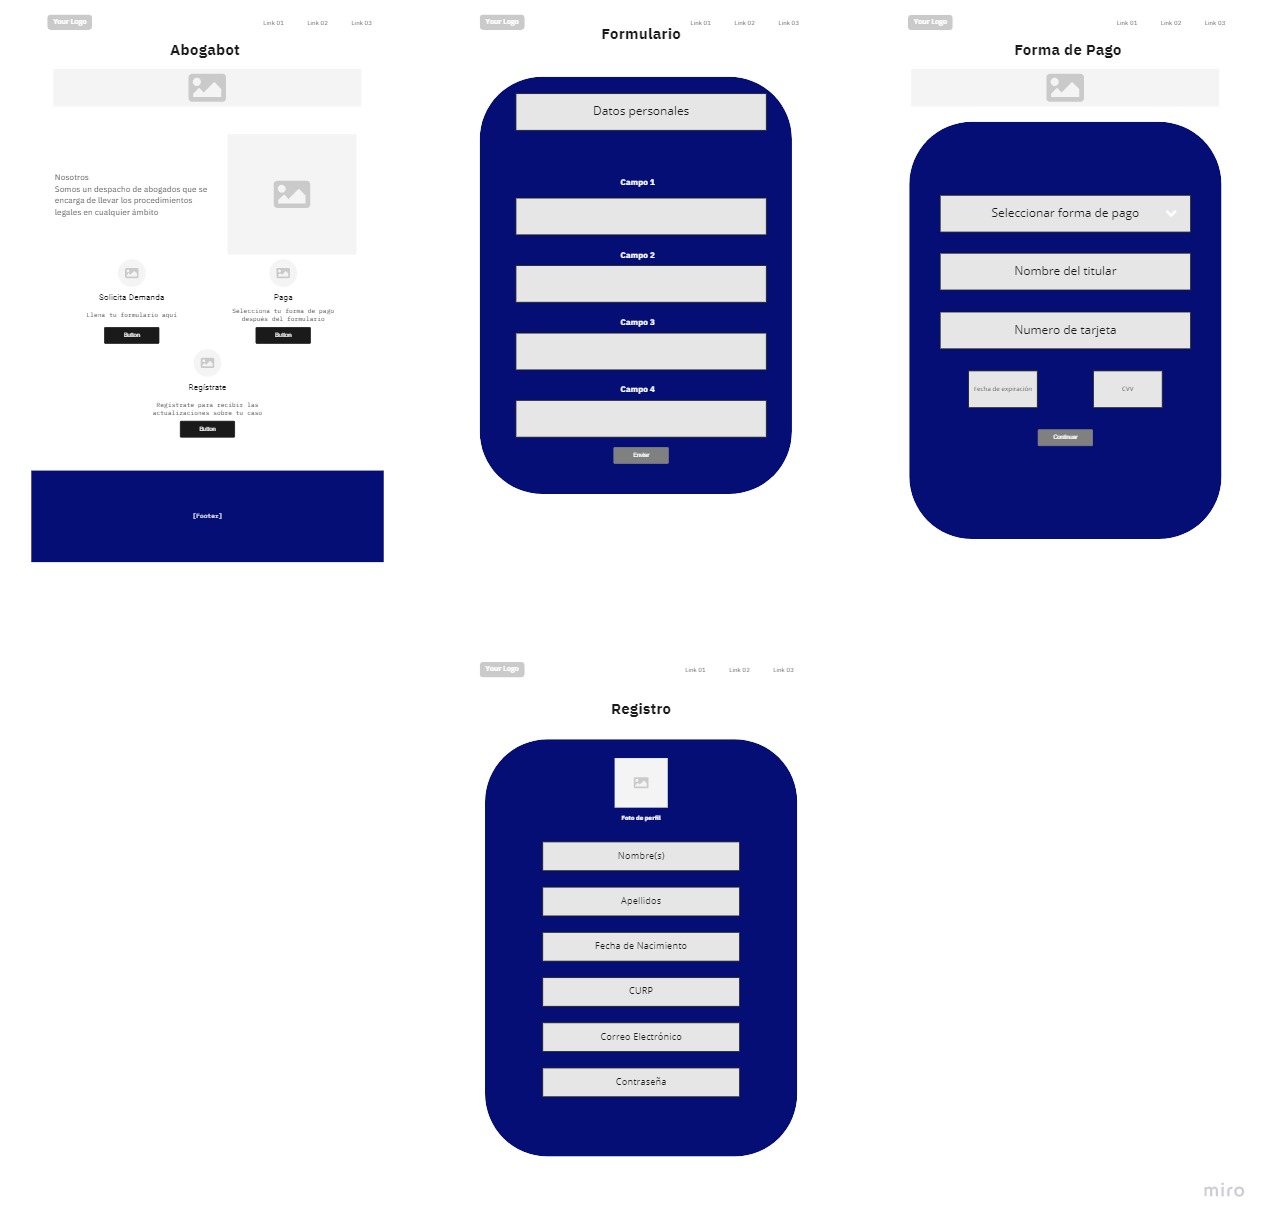 Your Logo
Link 01
Link 02
Link 03
Abogabot
Nosotros
Somos un despacho de abogados que se
encarga de llevar los procedimientos
legales en cualquier ámbito
Solicita Demanda
Llena tu formulario aquí
Button
Paga
Selecciona tu forma de pago
después del formulario
Button
Regístrate
Regístrate para recibir las
actualizaciones sobre tu caso
Button
[Footer]
Your Logo
Link 01
Link 02
Link 03
Formulario
Datos personales
Campo 1
Campo 2
Campo 3
Campo 4
Enviar
Your Logo
Link 01
Link 02
Link 03
Forma de Pago
Seleccionar forma de pago
Nombre del titular
Numero de tarjeta
Fecha de expiración
CVV
Continuar
Your Logo
Link 01
Link 02
Link 03
Registro
Foto de perfil
Nombre(s)
Apellidos
Fecha de Nacimiento
CURP
Correo Electrónico
Contraseña
miro